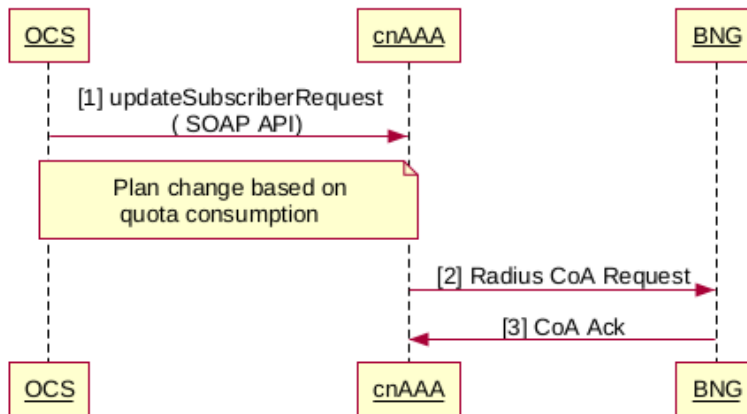 OCS
cnAAA
BNG
[1] updateSubscriberRequest
( SOAP API)
Plan change based on
quota consumption
[2] Radius CoA Request
[3] CoA Ack
OCS
cnAAA
BNG